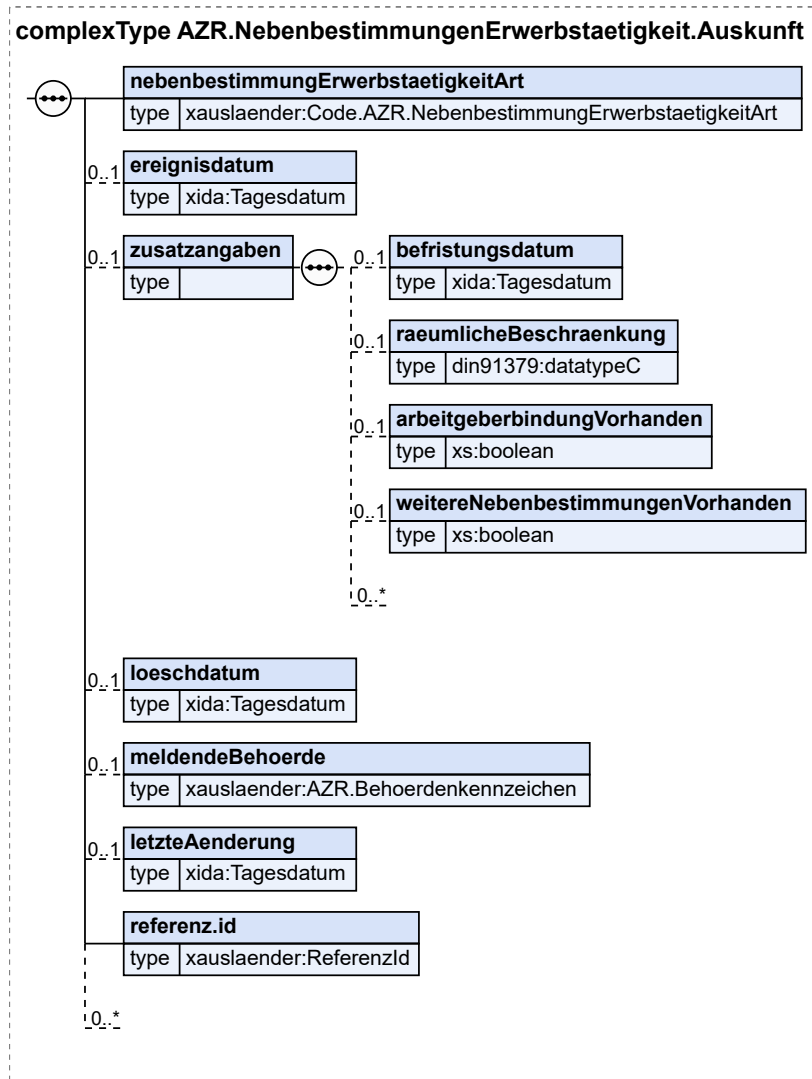 complexType AZR.NebenbestimmungenErwerbstaetigkeit.Auskunft
nebenbestimmungErwerbstaetigkeitArt
type xauslaender:Code.AZR.NebenbestimmungErwerbstaetigkeitArt
0..1 ereignisdatum
type xida:Tagesdatum
0..1 zusatzangaben
type
0..1 befristungsdatum
type xida:Tagesdatum
0..1 raeumlicheBeschraenkung
type din91379:datatypeC
0..1 arbeitgeberbindungVorhanden
type xs:boolean
0..1 weitereNebenbestimmungenVorhanden
type xs:boolean
0..*
0..1 loeschdatum
type xida:Tagesdatum
0..1 meldendeBehoerde
type xauslaender:AZR.Behoerdenkennzeichen
0..1 letzteAenderung
type xida:Tagesdatum
referenz.id
type xauslaender:ReferenzId
0..*